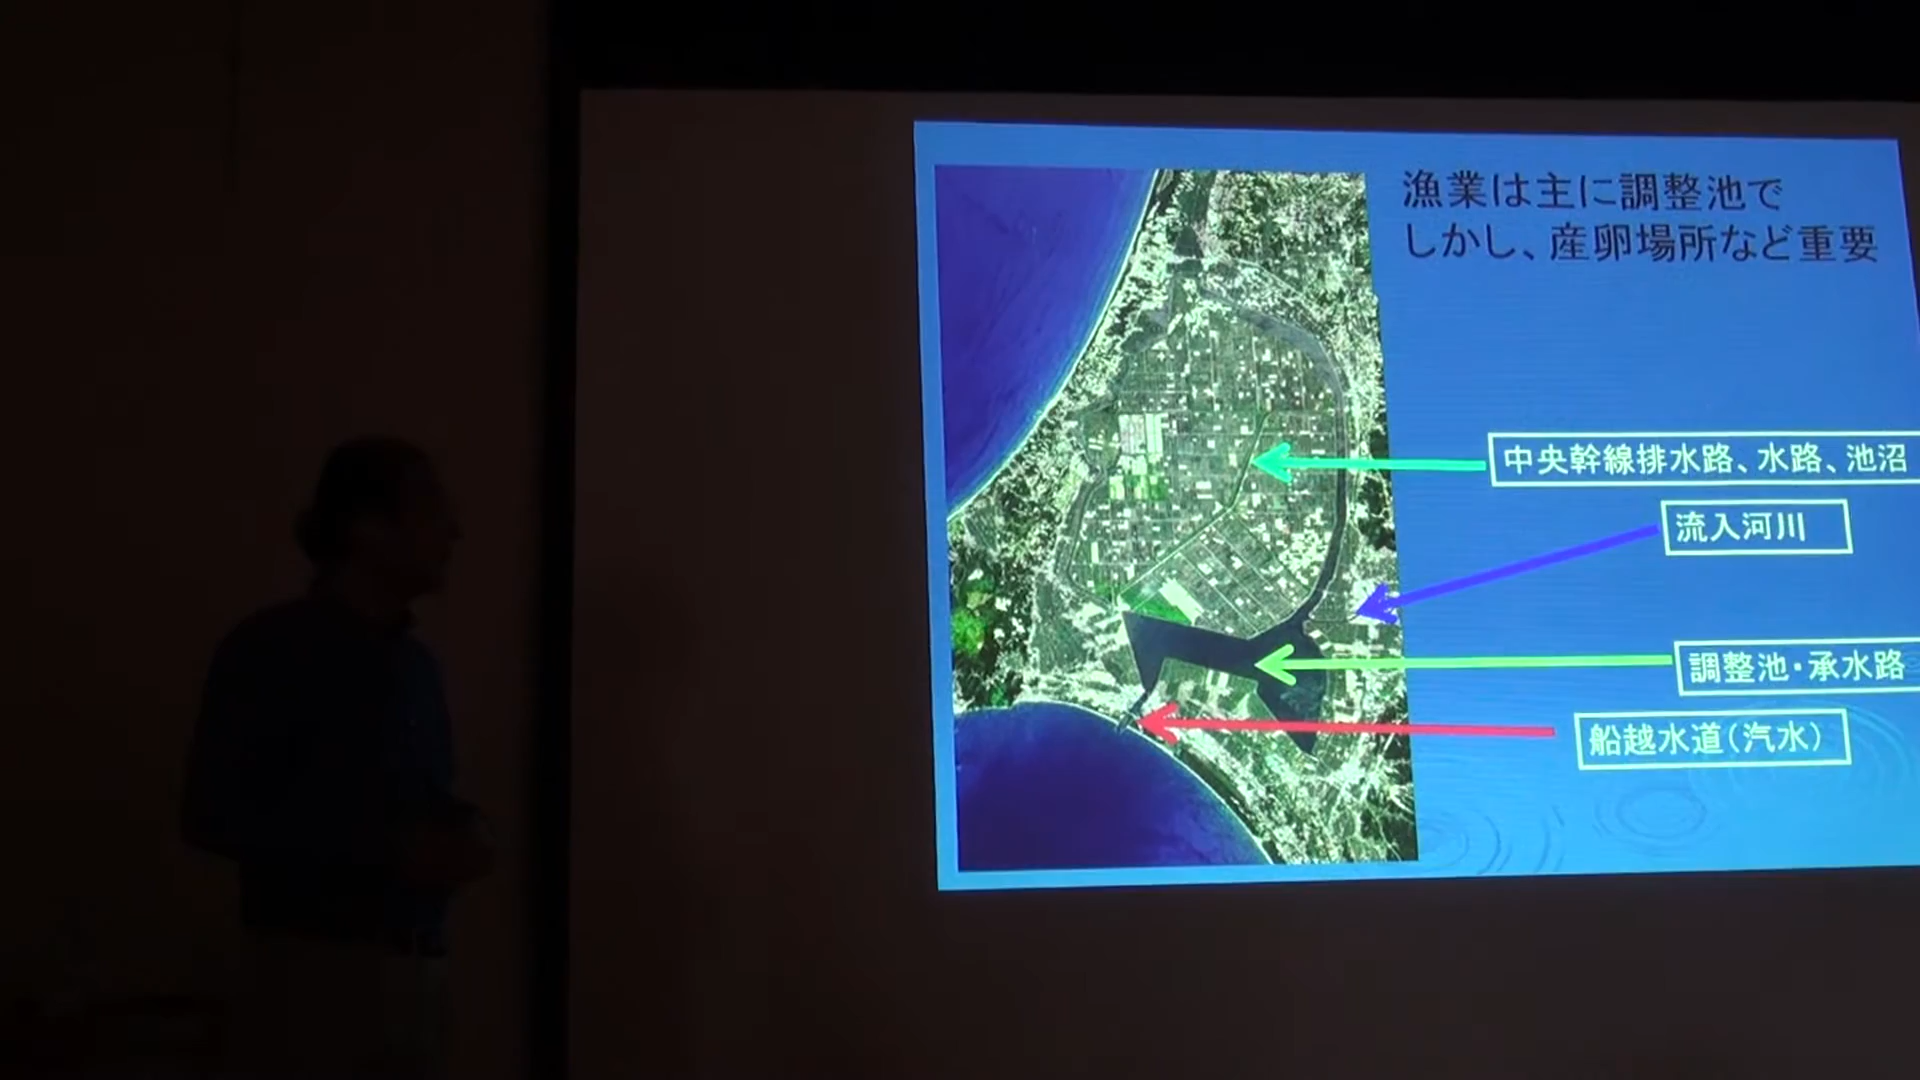 漁業は主に調整池で
しかし、産卵場所など重要
中央幹線排水路、水路、池沼
流入河川
調整池・承水路
船越水道(汽水)